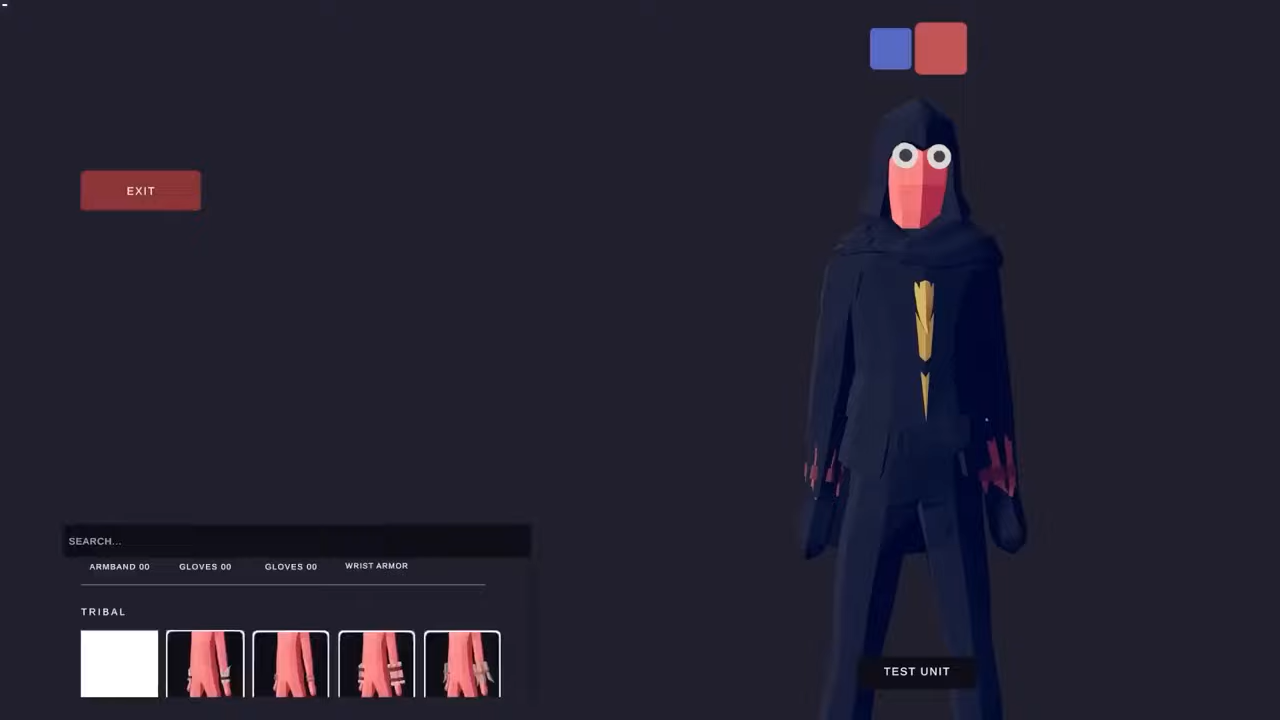 EXIT
SEARCH...
ARMBAND 00 GLOVES 00 GLOVES 00 WRIST ARMOR
TRIBAL
TEST UNIT